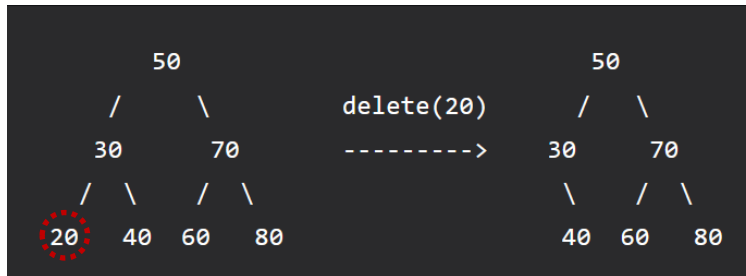 50 50
/ \ delete(20) / \
30 70 ---------> 30 70
/ \ / \ \ / \
20 40 60 80 40 60 80